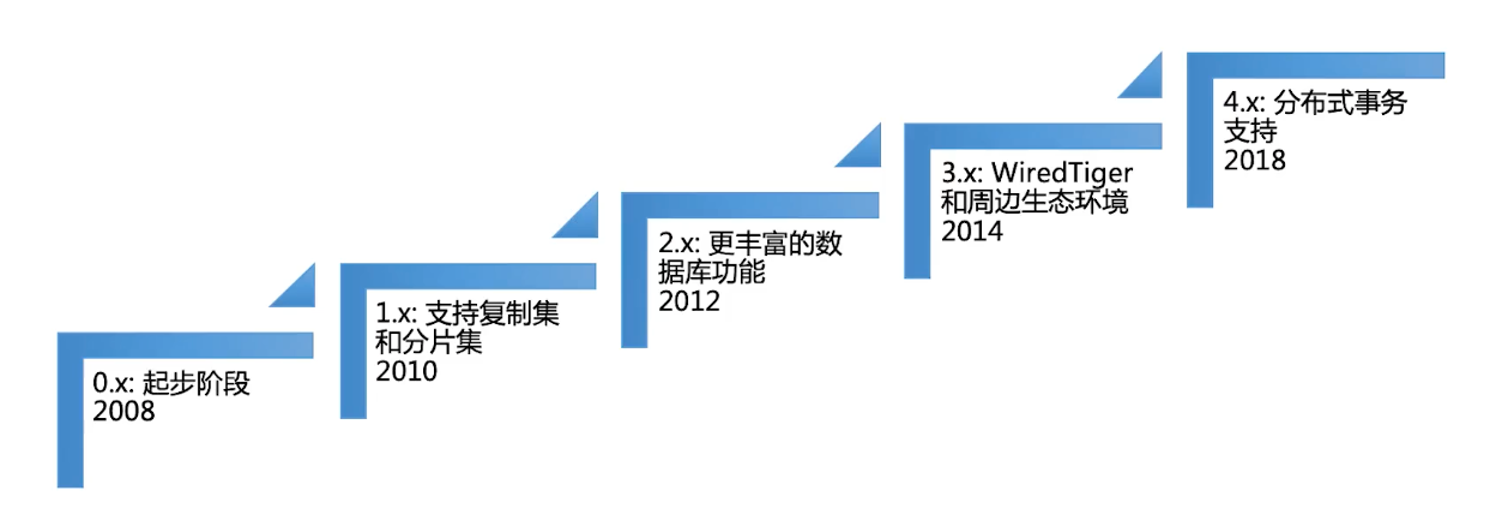 0.x: 起步阶段
2008
1.x: 支持复制集
和分片集
2010
2.x: 更丰富的数
据库功能
2012
3.x: WiredTiger
和周边生态环境
2014
4.x: 分布式事务
支持
2018